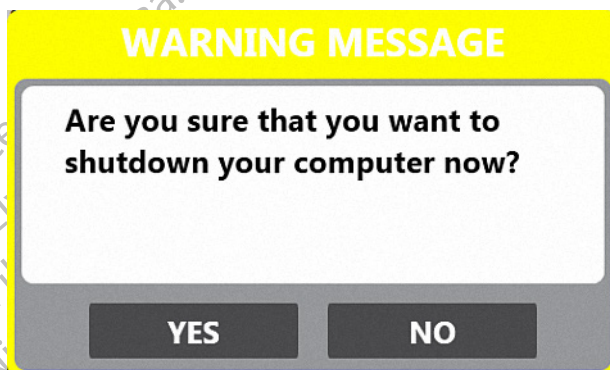 WARNING MESSAGE
Are you sure that you want to
shutdown your computer now?
YES
NO